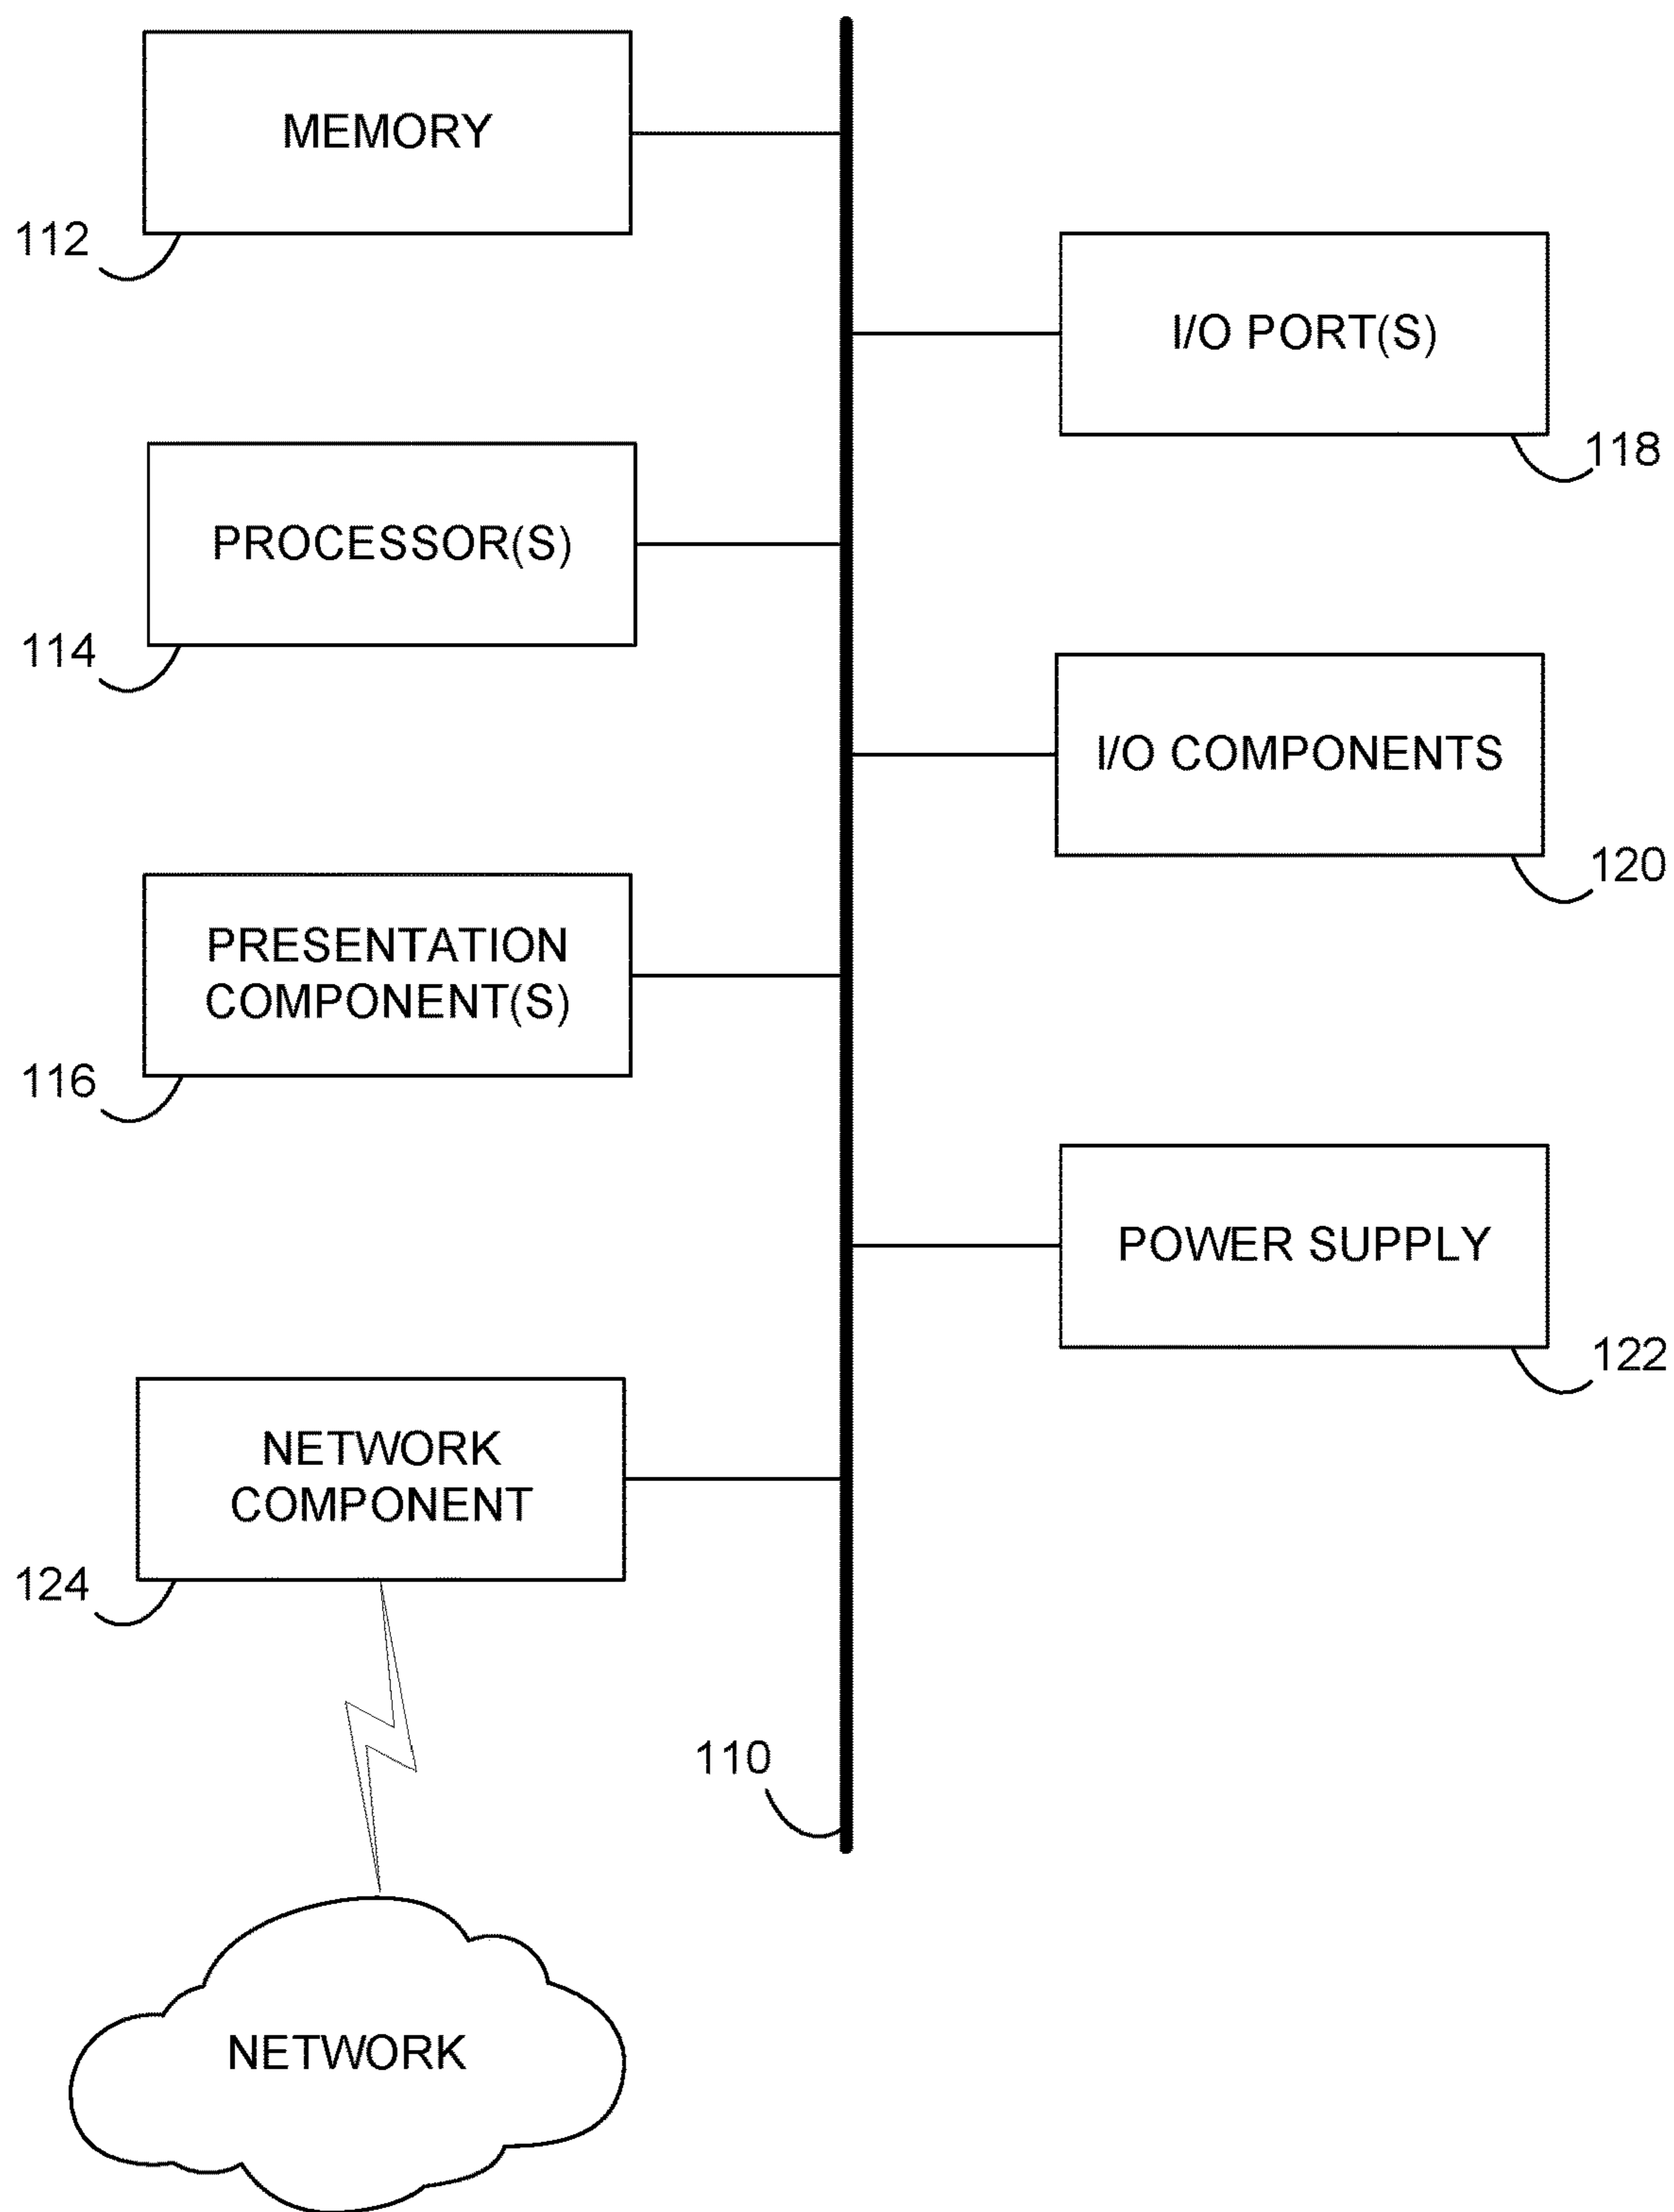 MEMORY
112
I/O PORT(S)
118
PROCESSOR(S)
114
I/O COMPONENTS
120
PRESENTATION
COMPONENT(S)
116
POWER SUPPLY
122
NETWORK
COMPONENT
124
110
NETWORK